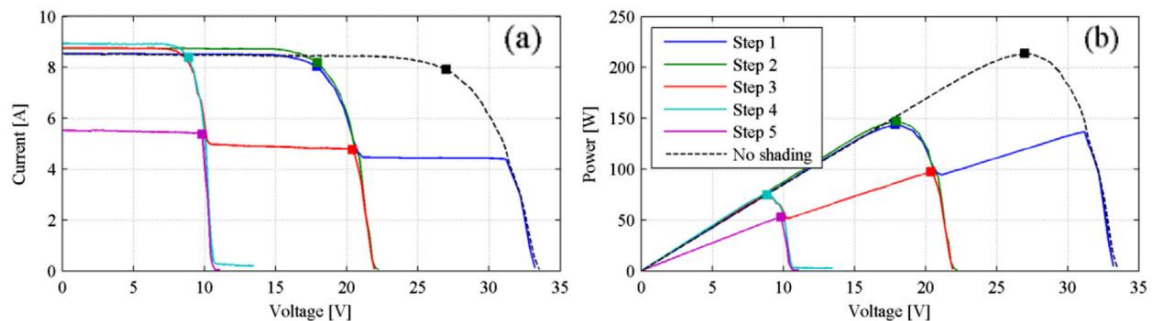 10
8
6
4
2
0
Current [A]
(a)
0 5 10 15 20 25 30 35
Voltage [V]
250
200
150
100
50
0
Power [W]
(b)
Step 1
Step 2
Step 3
Step 4
Step 5
No shading
0 5 10 15 20 25 30 35
Voltage [V]